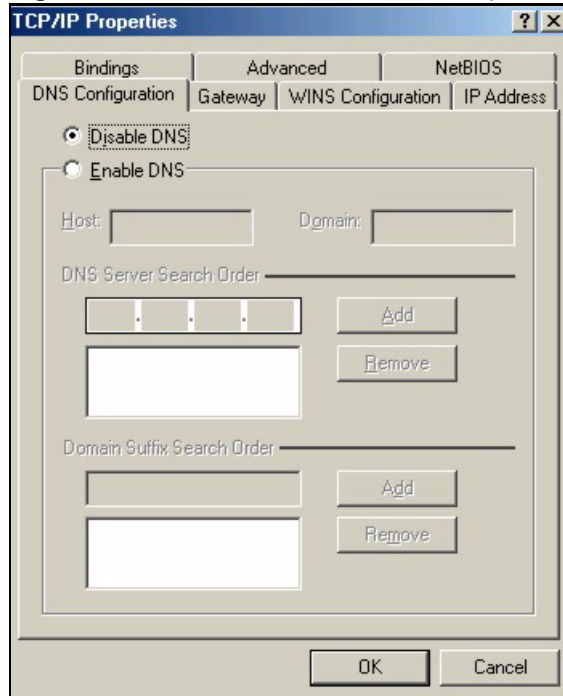 TCP/IP Properties
Bindings Advanced NetBIOS
DNS Configuration Gateway WINS Configuration IP Address
Disable DNS
Enable DNS
Host: Domain:
DNS Server Search Order
. . . Add
Remove
Domain Suffix Search Order
Add
Remove
OK Cancel